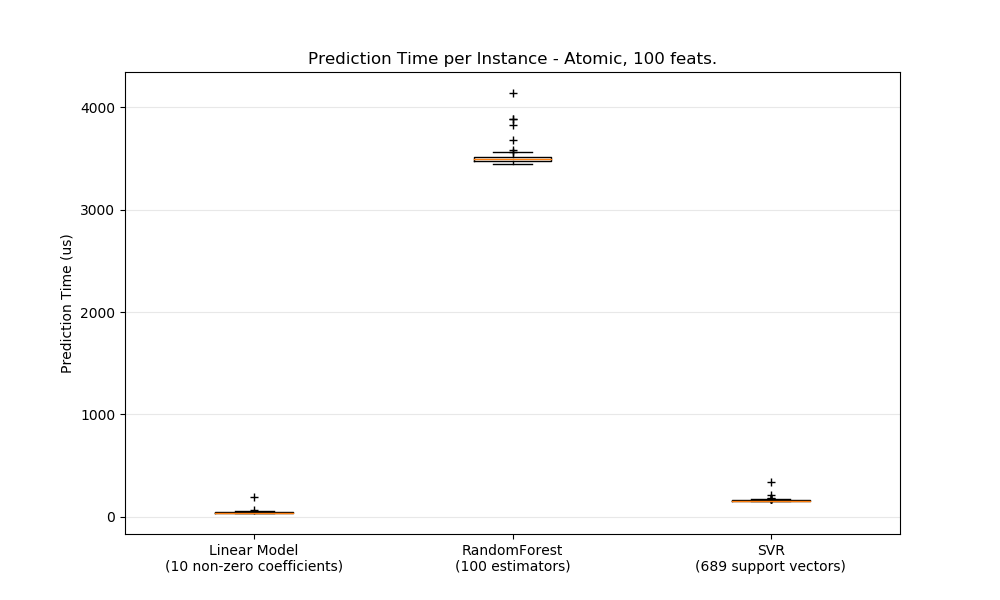 Prediction Time per Instance - Atomic, 100 feats.
Prediction Time (us)
4000
3000
2000
1000
0
Linear Model
(10 non-zero coefficients)
RandomForest
(100 estimators)
SVR
(689 support vectors)